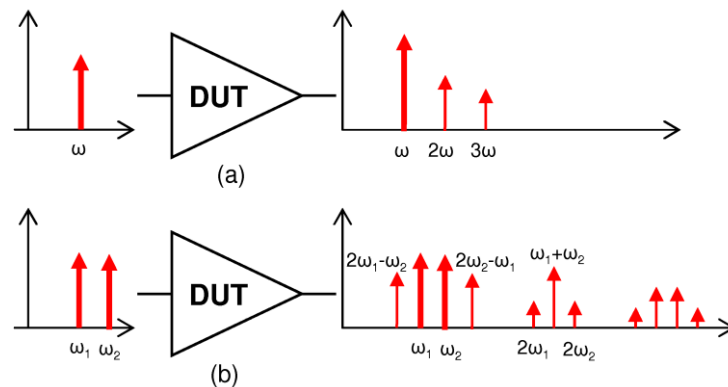 DUT
ω
ω 2ω 3ω
(a)
2ω₁-ω₂
2ω₂-ω₁
ω₁+ω₂
DUT
ω₁ ω₂
ω₁ ω₂
2ω₁ 2ω₂
(b)